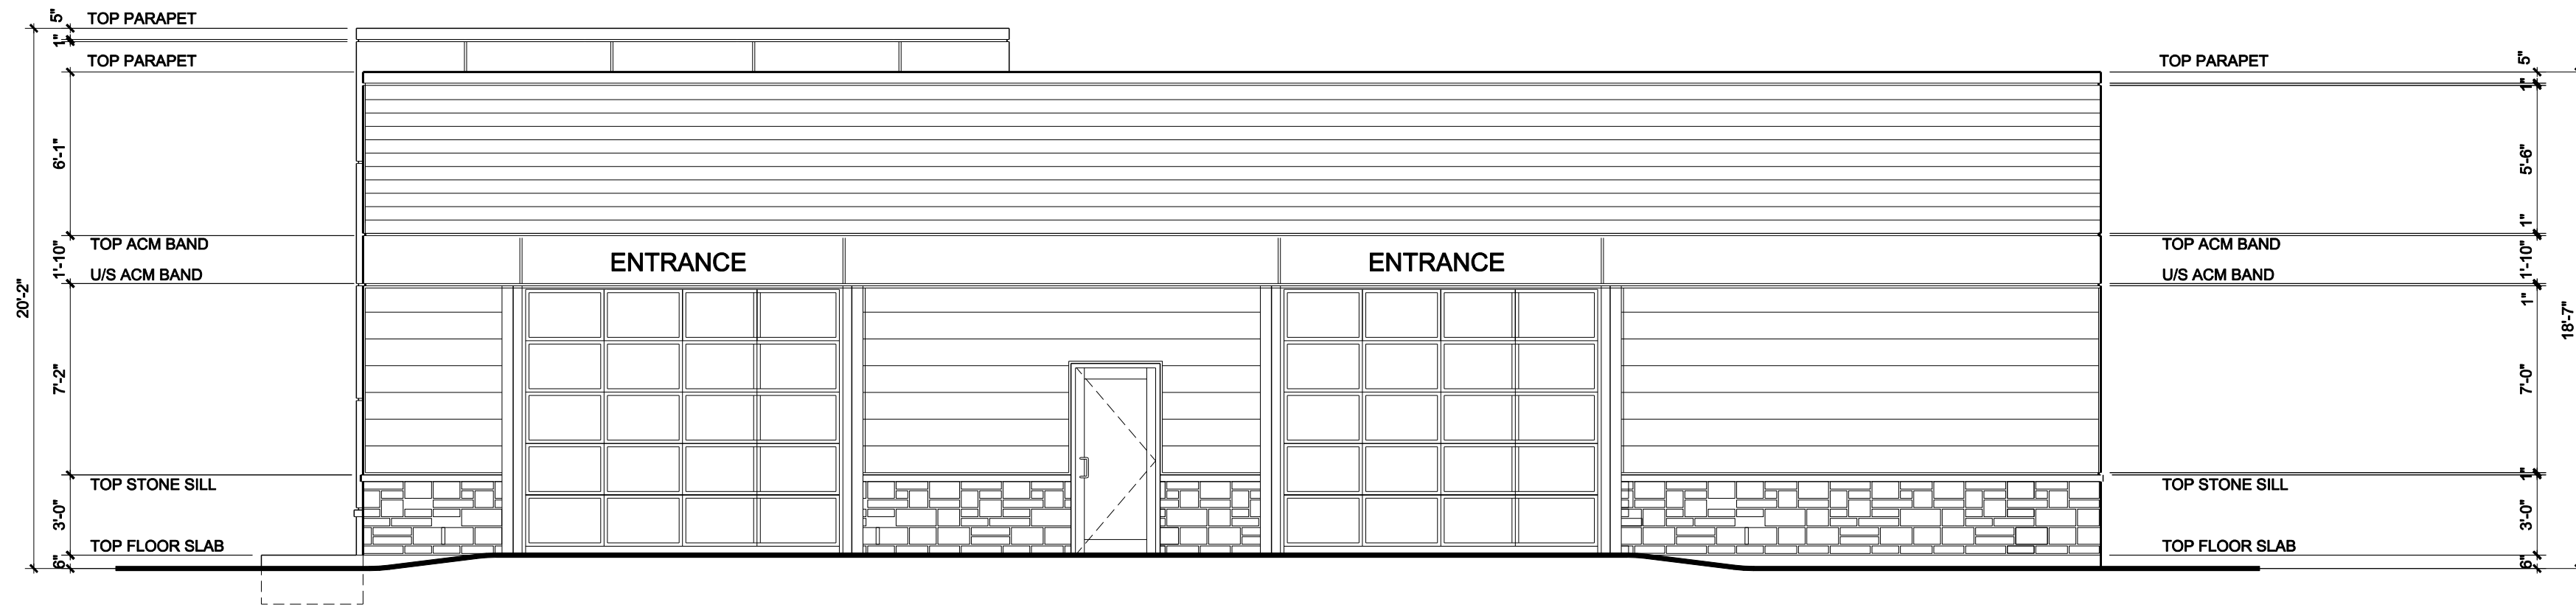 5"
TOP PARAPET
1"
TOP PARAPET
TOP PARAPET
5"
1"
6'-1"
5'-6"
1"
TOP ACM BAND
1'-10"
U/S ACM BAND
ENTRANCE
ENTRANCE
TOP ACM BAND
1'-10"
U/S ACM BAND
20'-2"
1"
18'-7"
7'-2"
7'-0"
1"
TOP STONE SILL
TOP STONE SILL
3'-0"
3'-0"
TOP FLOOR SLAB
TOP FLOOR SLAB
6"
6"